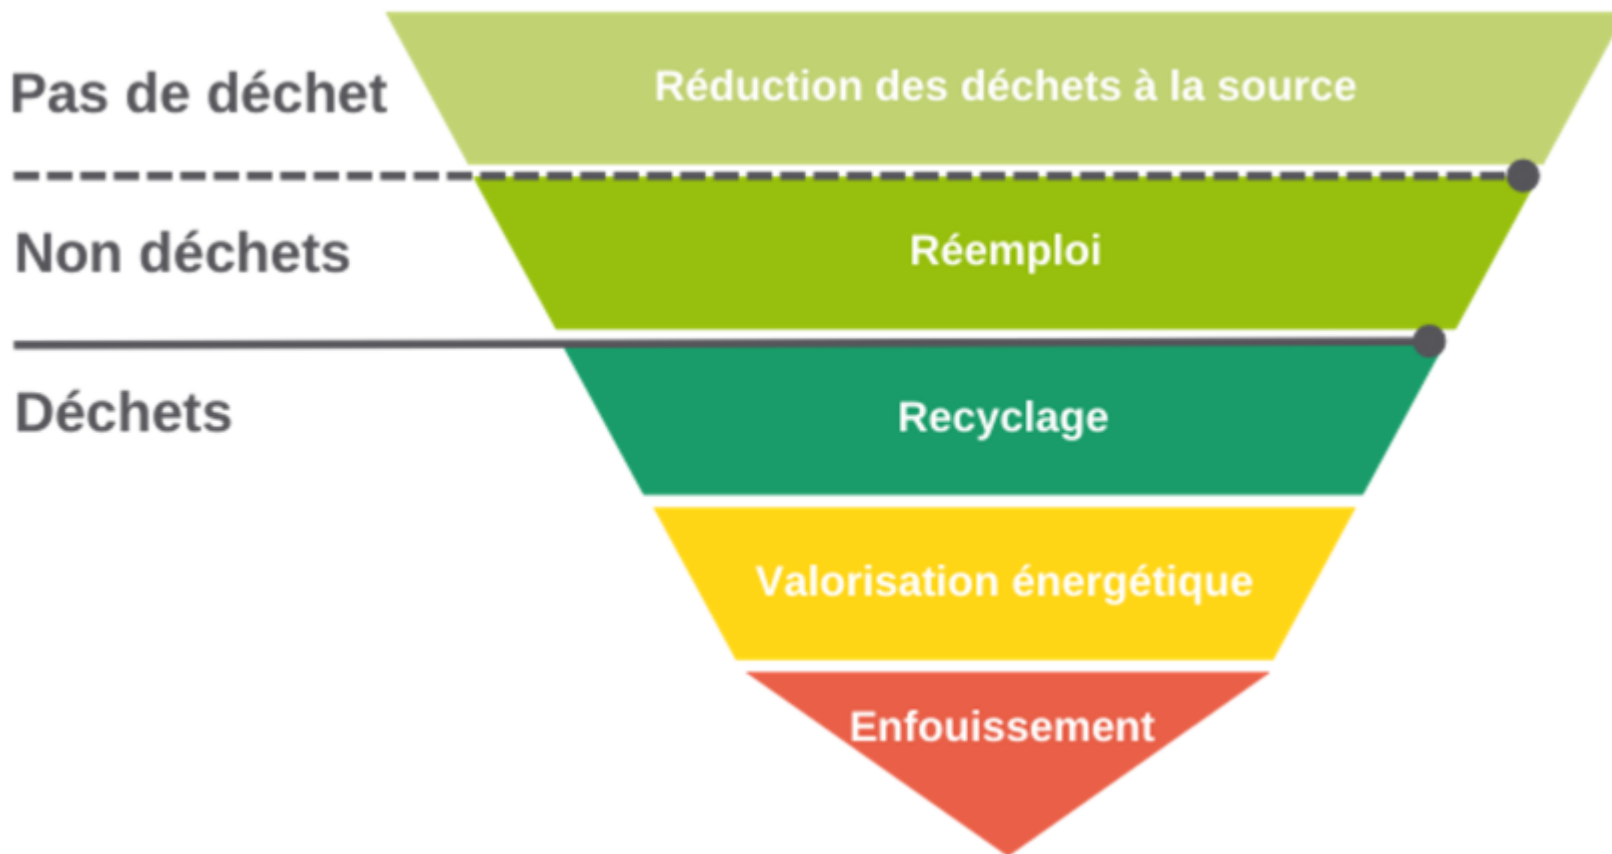 Pas de déchet
Réduction des déchets à la source
Non déchets
Réemploi
Déchets
Recyclage
Valorisation énergétique
Enfouissement